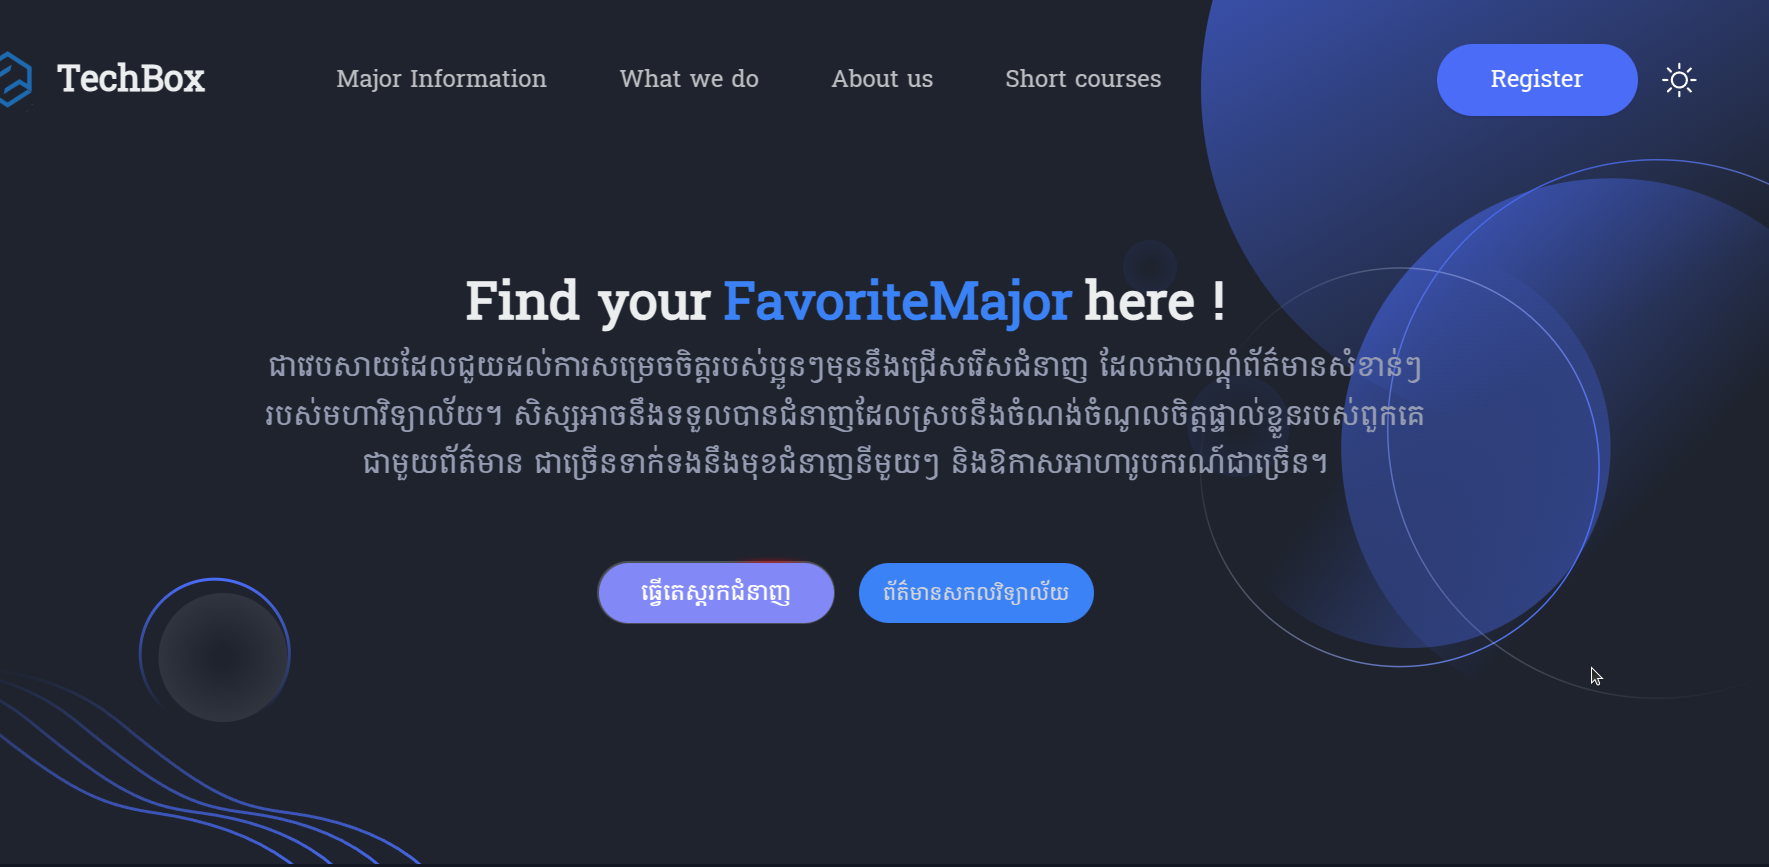 TechBox
Major Information
What we do
About us
Short courses
Register
Find your FavoriteMajor here !
ជាវេបសាយដែលជួយដល់ការសម្រេចចិត្តរបស់ប្អូនៗមុននឹងជ្រើសរើសជំនាញ ដែលជាបណ្តុំព័ត៌មានសំខាន់ៗ
របស់មហាវិទ្យាល័យ។ សិស្សអាចនឹងទទួលបានជំនាញដែលស្របនឹងចំណង់ចំណូលចិត្តផ្ទាល់ខ្លួនរបស់ពួកគេ
ជាមួយព័ត៌មាន ជាច្រើនទាក់ទងនឹងមុខជំនាញនីមួយៗ និងឱកាសអាហារូបករណ៍ជាច្រើន។
ធ្វើតេស្តរកជំនាញ
ព័ត៌មានសកលវិទ្យាល័យ